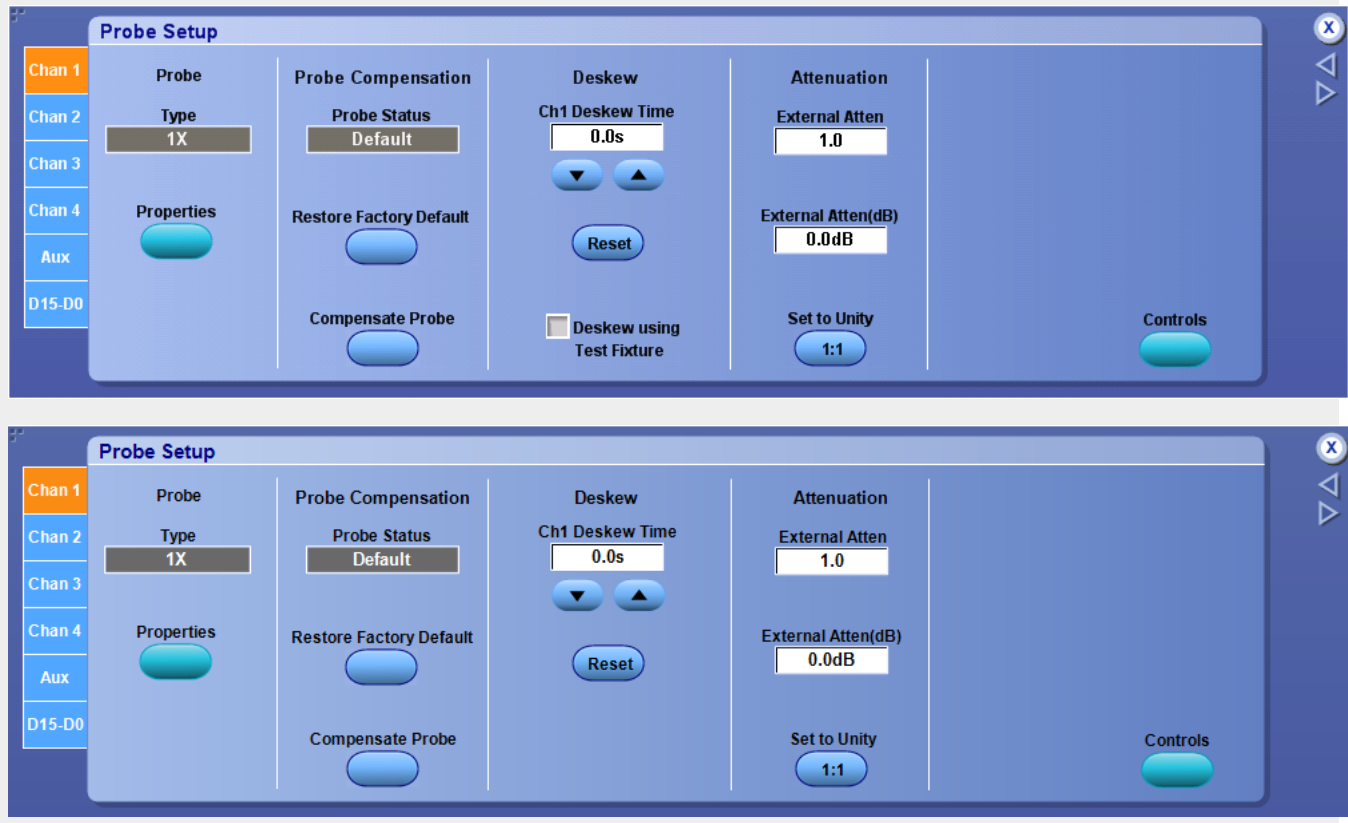 Probe Setup
X
Chan 1
Chan 2
Chan 3
Chan 4
Aux
D15-D0
Probe
Type
1X
Properties
Probe Compensation
Probe Status
Default
Restore Factory Default
Compensate Probe
Deskew
Ch1 Deskew Time
0.0s
Reset
Deskew using
Test Fixture
Attenuation
External Atten
1.0
External Atten(dB)
0.0dB
Set to Unity
1:1
Controls
Probe Setup
X
Chan 1
Chan 2
Chan 3
Chan 4
Aux
D15-D0
Probe
Type
1X
Properties
Probe Compensation
Probe Status
Default
Restore Factory Default
Compensate Probe
Deskew
Ch1 Deskew Time
0.0s
Reset
Attenuation
External Atten
1.0
External Atten(dB)
0.0dB
Set to Unity
1:1
Controls